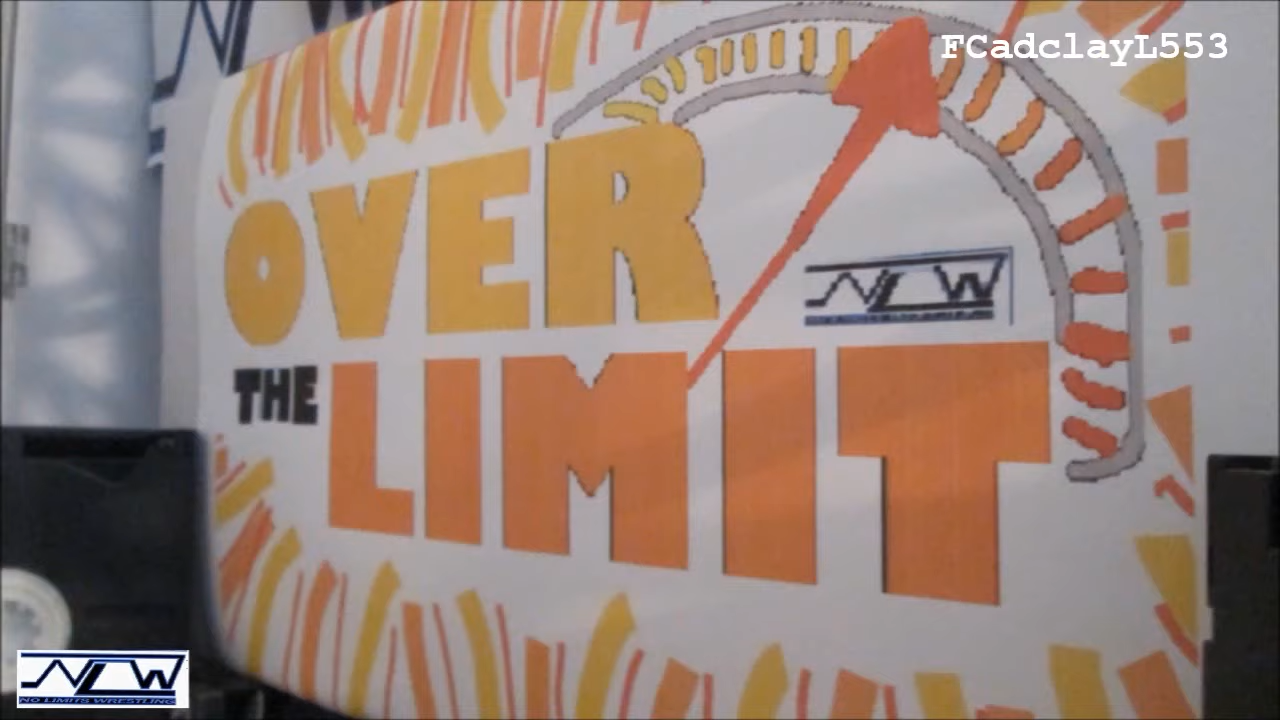 FCadclayL553
OVER
NLW
THE LIMIT
NLW
NO LIMITS WRESTLING